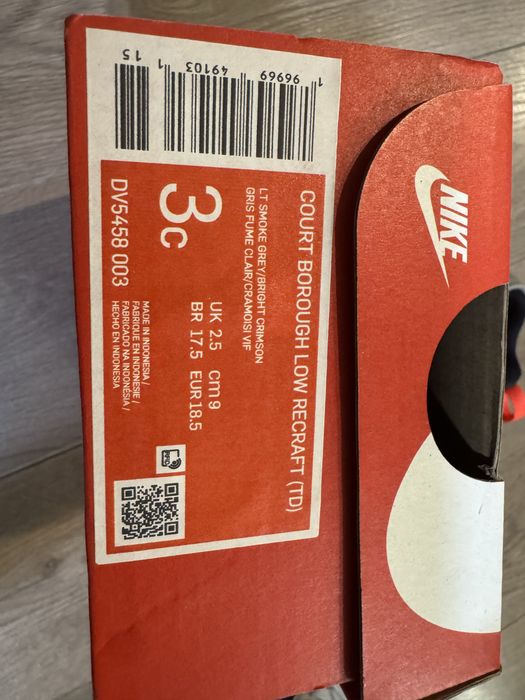 NIKE
COURT BOROUGH LOW RECRAFT (TD)
LT SMOKE GREY/BRIGHT CRIMSON
GRIS FUME CLAIR/CRAMOISI VIF
3C
UK 2.5 cm 9
BR 17.5 EUR 18.5
DV5458 003
MADE IN INDONESIA /
FABRIQUE EN INDONESIE /
FABRICADO NA INDONÉSIA /
HECHO EN INDONESIA
1 96969 49103 1 15